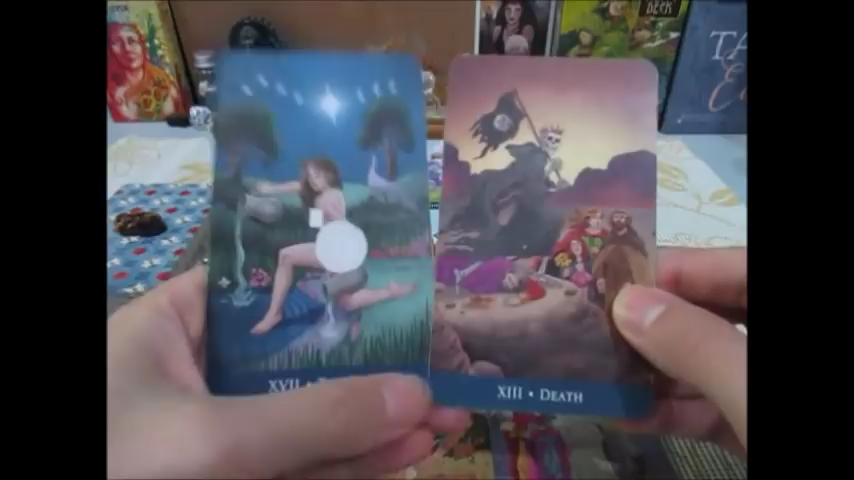 DECK
TA
E
XVII •
XIII • DEATH